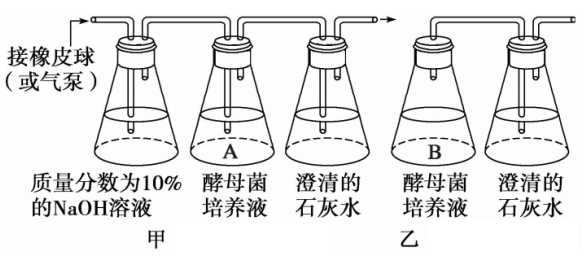 接橡皮球
（或气泵）
A
B
质量分数为10%
的NaOH溶液
酵母菌
培养液
澄清的
石灰水
酵母菌
培养液
澄清的
石灰水
甲
乙